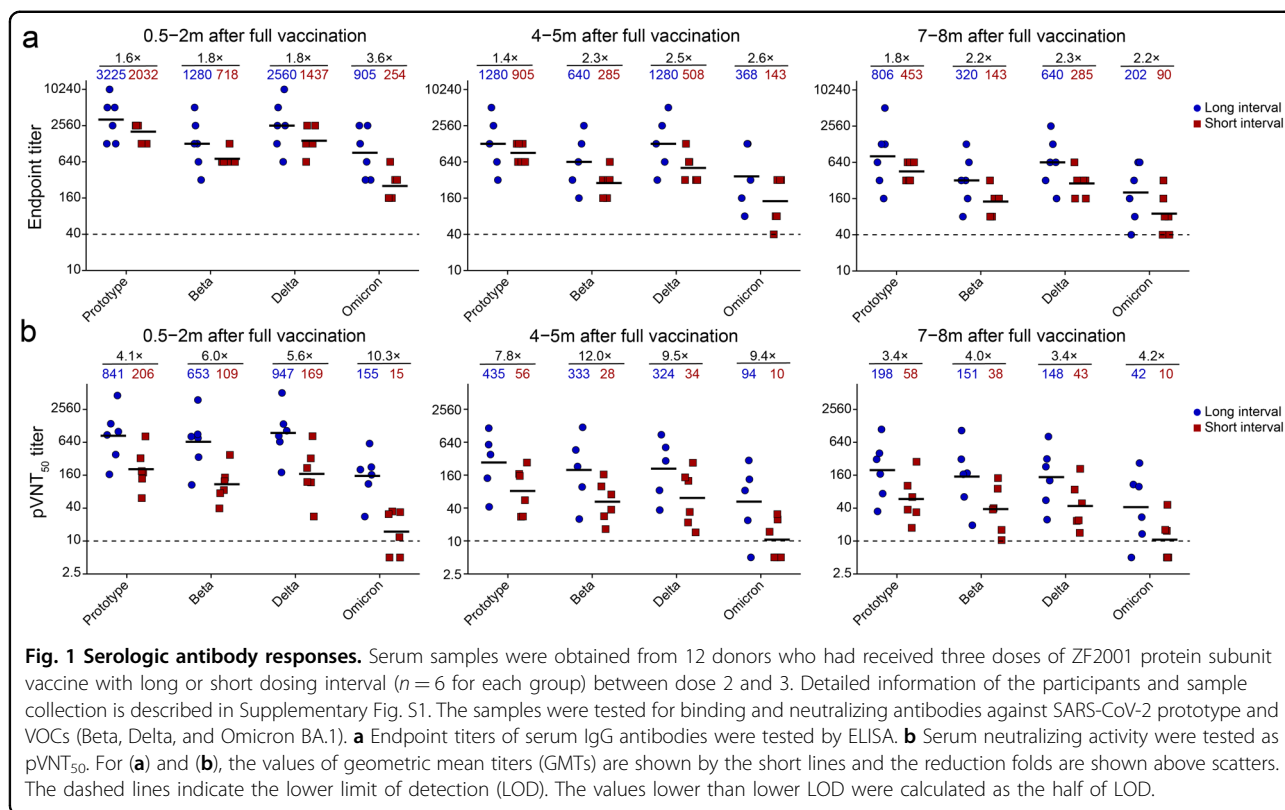 a
0.5−2m after full vaccination
4−5m after full vaccination
7−8m after full vaccination
1.6× 1.8× 1.8× 3.6×
3225 2032 1280 718 2560 1437 905 254
1.4× 2.3× 2.5× 2.6×
1280 905 640 285 1280 508 368 143
1.8× 2.2× 2.3× 2.2×
806 453 320 143 640 285 202 90
Endpoint titer
10240
2560
640
160
40
10
10240
2560
640
160
40
10
10240
2560
640
160
40
10
Long interval
Short interval
Prototype Beta Delta Omicron
Prototype Beta Delta Omicron
Prototype Beta Delta Omicron
b
0.5−2m after full vaccination
4−5m after full vaccination
7−8m after full vaccination
4.1× 6.0× 5.6× 10.3×
841 206 653 109 947 169 155 15
7.8× 12.0× 9.5× 9.4×
435 56 333 28 324 34 94 10
3.4× 4.0× 3.4× 4.2×
198 58 151 38 148 43 42 10
pVNT50 titer
2560
640
160
40
10
2.5
2560
640
160
40
10
2.5
2560
640
160
40
10
2.5
Long interval
Short interval
Prototype Beta Delta Omicron
Prototype Beta Delta Omicron
Prototype Beta Delta Omicron
Fig. 1 Serologic antibody responses. Serum samples were obtained from 12 donors who had received three doses of ZF2001 protein subunit
vaccine with long or short dosing interval (n = 6 for each group) between dose 2 and 3. Detailed information of the participants and sample
collection is described in Supplementary Fig. S1. The samples were tested for binding and neutralizing antibodies against SARS-CoV-2 prototype and
VOCs (Beta, Delta, and Omicron BA.1). a Endpoint titers of serum IgG antibodies were tested by ELISA. b Serum neutralizing activity were tested as
pVNT50. For (a) and (b), the values of geometric mean titers (GMTs) are shown by the short lines and the reduction folds are shown above scatters.
The dashed lines indicate the lower limit of detection (LOD). The values lower than lower LOD were calculated as the half of LOD.